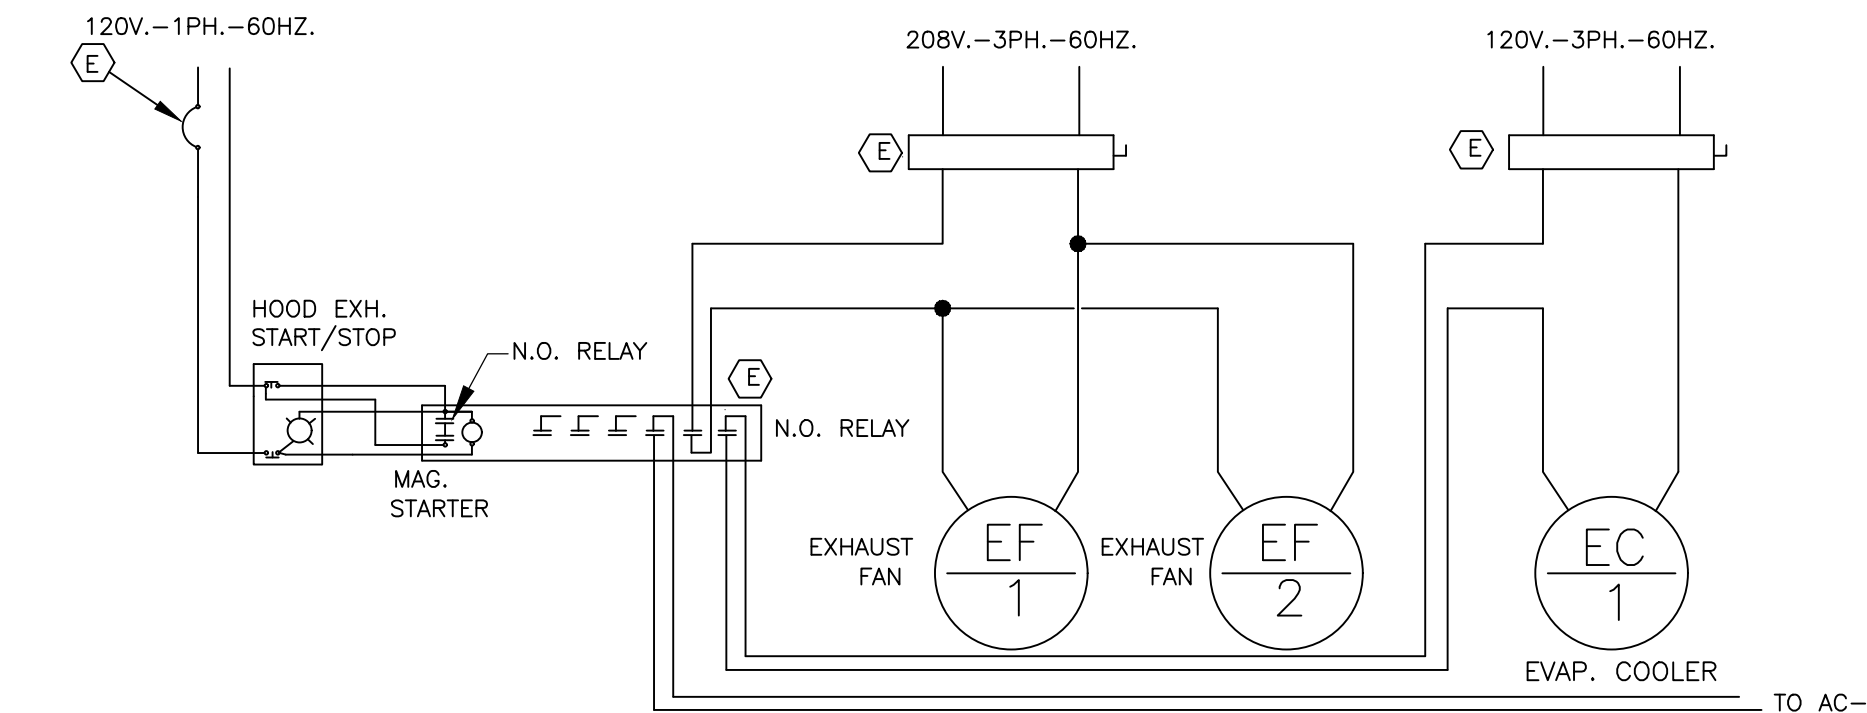 120V.-1PH.-60HZ.
E
208V.-3PH.-60HZ.
E
120V.-3PH.-60HZ.
E
HOOD EXH.
START/STOP
N.O. RELAY
E
N.O. RELAY
MAG.
STARTER
EXHAUST
FAN
EF
1
EXHAUST
FAN
EF
2
EC
1
EVAP. COOLER
TO AC-